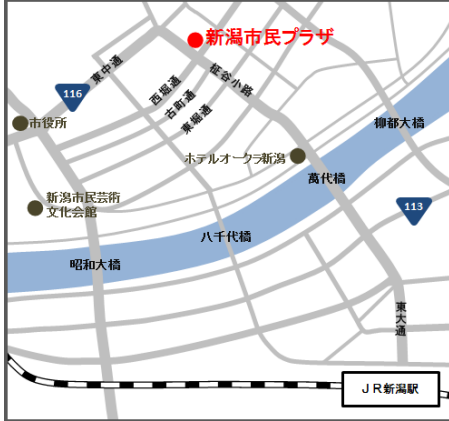 新潟市民プラザ
116
東中通
西堀通
古町通
東堀通
柾谷小路
柳都大橋
市役所
ホテルオークラ新潟
萬代橋
新潟市民芸術
文化会館
113
八千代橋
昭和大橋
東大通
JR新潟駅